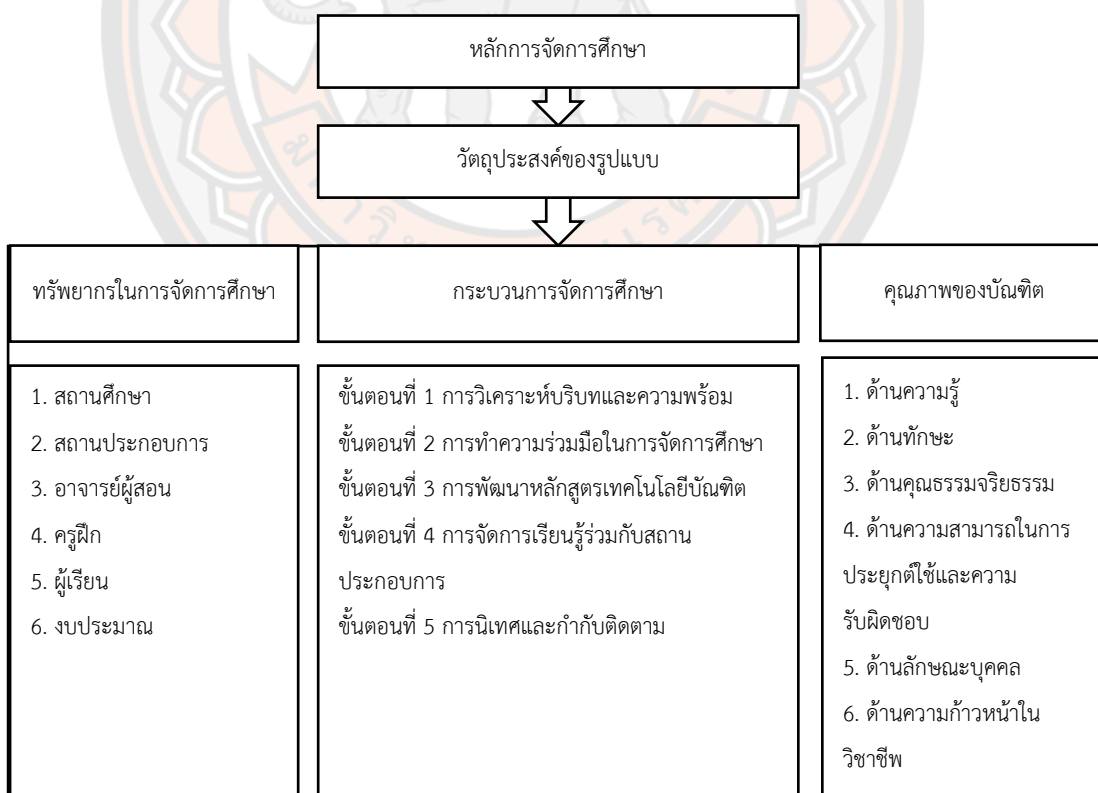 หลักการจัดการศึกษา
วัตถุประสงค์ของรูปแบบ
ทรัพยากรในการจัดการศึกษา
กระบวนการจัดการศึกษา
คุณภาพของบัณฑิต
1. สถานศึกษา
2. สถานประกอบการ
3. อาจารย์ผู้สอน
4. ครูฝึก
5. ผู้เรียน
6. งบประมาณ
ขั้นตอนที่ 1 การวิเคราะห์บริบทและความพร้อม
ขั้นตอนที่ 2 การทำความร่วมมือในการจัดการศึกษา
ขั้นตอนที่ 3 การพัฒนาหลักสูตรเทคโนโลยีบัณฑิต
ขั้นตอนที่ 4 การจัดการเรียนรู้ร่วมกับสถาน
ประกอบการ
ขั้นตอนที่ 5 การนิเทศและกำกับติดตาม
1. ด้านความรู้
2. ด้านทักษะ
3. ด้านคุณธรรมจริยธรรม
4. ด้านความสามารถในการ
ประยุกต์ใช้และความ
รับผิดชอบ
5. ด้านลักษณะบุคคล
6. ด้านความก้าวหน้าใน
วิชาชีพ